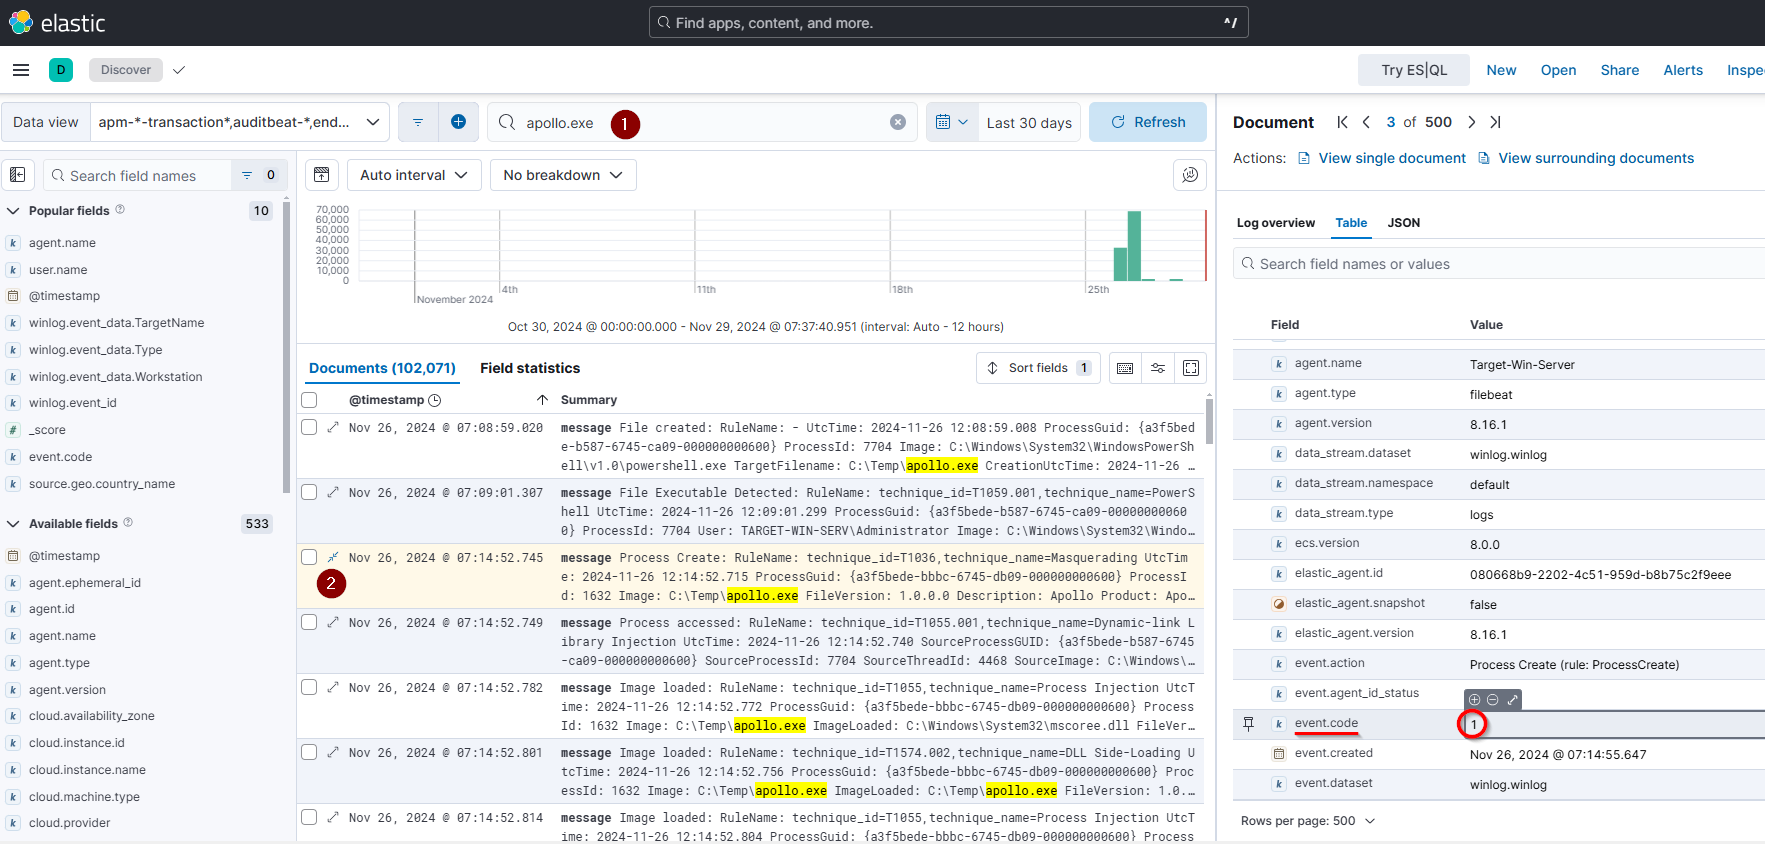 elastic
Find apps, content, and more.
^/
D
Discover
Try ES|QL
New
Open
Share
Alerts
Inspe
Data view
apm-*-transaction*,auditbeat-*,end...
apollo.exe
1
Last 30 days
Refresh
Search field names
0
Popular fields
10
agent.name
user.name
@timestamp
winlog.event_data.TargetName
winlog.event_data.Type
winlog.event_data.Workstation
winlog.event_id
_score
event.code
source.geo.country_name
Available fields
533
@timestamp
agent.ephemeral_id
agent.id
agent.name
agent.type
agent.version
cloud.availability_zone
cloud.instance.id
cloud.instance.name
cloud.machine.type
cloud.provider
Auto interval
No breakdown
70,000
60,000
50,000
40,000
30,000
20,000
10,000
0
November 2024
4th
11th
18th
25th
Oct 30, 2024 @ 00:00:00.000 - Nov 29, 2024 @ 07:37:40.951 (interval: Auto - 12 hours)
Documents (102,071)
Field statistics
Sort fields 1
@timestamp
Summary
Nov 26, 2024 @ 07:08:59.020
message File created: RuleName: - UtcTime: 2024-11-26 12:08:59.008 ProcessGuid: {a3f5be
de-b587-6745-ca09-000000000600} ProcessId: 7704 Image: C:\Windows\System32\WindowsPowerS
hell\v1.0\powershell.exe TargetFilename: C:\Temp\apollo.exe CreationUtcTime: 2024-11-26 …
Nov 26, 2024 @ 07:09:01.307
message File Executable Detected: RuleName: technique_id=T1059.001,technique_name=PowerS
hell UtcTime: 2024-11-26 12:09:01.299 ProcessGuid: {a3f5bede-b587-6745-ca09-00000000060
0} ProcessId: 7704 User: TARGET-WIN-SERV\Administrator Image: C:\Windows\System32\Windo…
Nov 26, 2024 @ 07:14:52.745
2
message Process Create: RuleName: technique_id=T1036,technique_name=Masquerading UtcTim
e: 2024-11-26 12:14:52.715 ProcessGuid: {a3f5bede-bbbc-6745-db09-000000000600} ProcessI
d: 1632 Image: C:\Temp\apollo.exe FileVersion: 1.0.0.0 Description: Apollo Product: Apo…
Nov 26, 2024 @ 07:14:52.749
message Process accessed: RuleName: technique_id=T1055.001,technique_name=Dynamic-link L
ibrary Injection UtcTime: 2024-11-26 12:14:52.740 SourceProcessGUID: {a3f5bede-b587-6745
-ca09-000000000600} SourceProcessId: 7704 SourceThreadId: 4468 SourceImage: C:\Windows\…
Nov 26, 2024 @ 07:14:52.782
message Image loaded: RuleName: technique_id=T1055,technique_name=Process Injection UtcT
ime: 2024-11-26 12:14:52.772 ProcessGuid: {a3f5bede-bbbc-6745-db09-000000000600} Process
Id: 1632 Image: C:\Temp\apollo.exe ImageLoaded: C:\Windows\System32\mscoree.dll FileVer…
Nov 26, 2024 @ 07:14:52.801
message Image loaded: RuleName: technique_id=T1574.002,technique_name=DLL Side-Loading U
tcTime: 2024-11-26 12:14:52.756 ProcessGuid: {a3f5bede-bbbc-6745-db09-000000000600} Proc
essId: 1632 Image: C:\Temp\apollo.exe ImageLoaded: C:\Temp\apollo.exe FileVersion: 1.0.…
Nov 26, 2024 @ 07:14:52.814
message Image loaded: RuleName: technique_id=T1055,technique_name=Process Injection UtcT
ime: 2024-11-26 12:14:52.804 ProcessGuid: {a3f5bede-bbbc-6745-db09-000000000600} Process
Document
3 of 500
Actions:
View single document
View surrounding documents
Log overview
Table
JSON
Search field names or values
Field
Value
agent.name
Target-Win-Server
agent.type
filebeat
agent.version
8.16.1
data_stream.dataset
winlog.winlog
data_stream.namespace
default
data_stream.type
logs
ecs.version
8.0.0
elastic_agent.id
080668b9-2202-4c51-959d-b8b75c2f9eee
elastic_agent.snapshot
false
elastic_agent.version
8.16.1
event.action
Process Create (rule: ProcessCreate)
event.agent_id_status
event.code
1
event.created
Nov 26, 2024 @ 07:14:55.647
event.dataset
winlog.winlog
Rows per page: 500